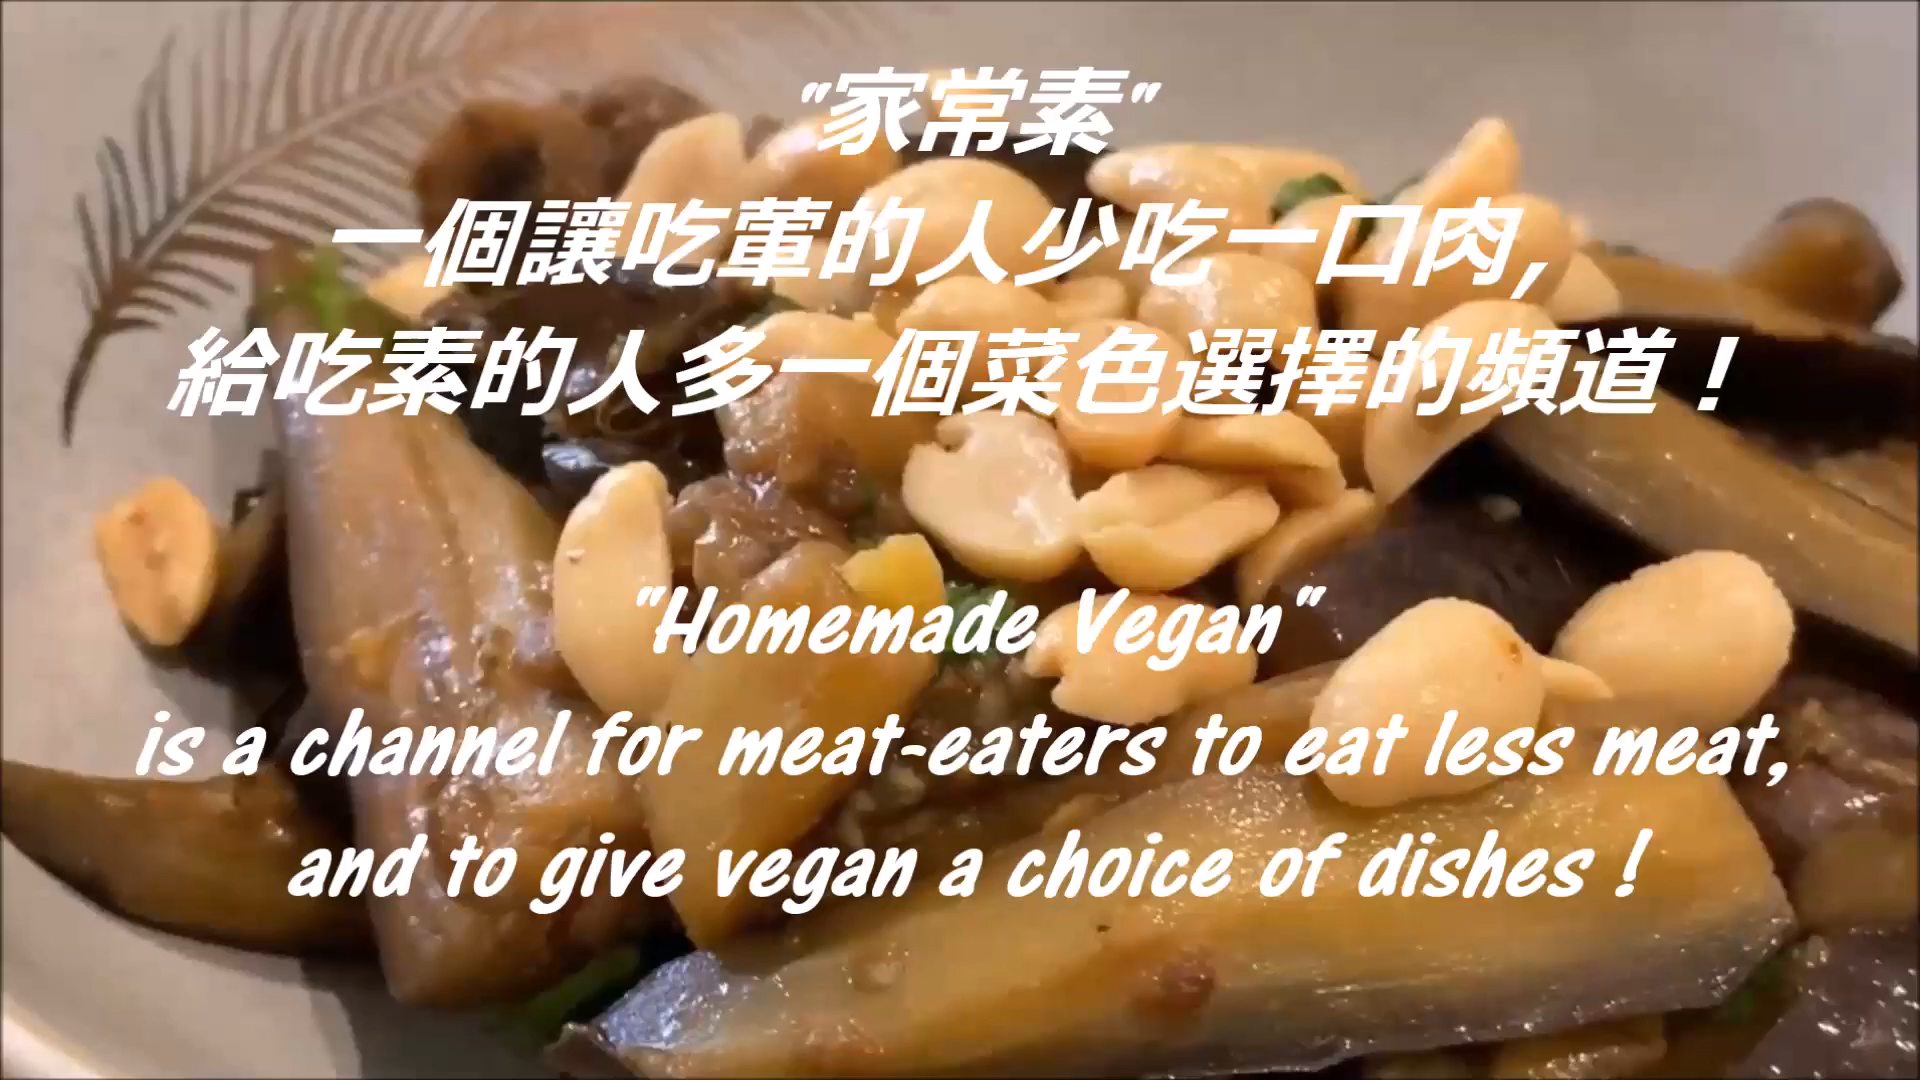 "家常素"
一個讓吃葷的人少吃一口肉,
給吃素的人多一個菜色選擇的頻道！
"Homemade Vegan"
is a channel for meat-eaters to eat less meat,
and to give vegan a choice of dishes !